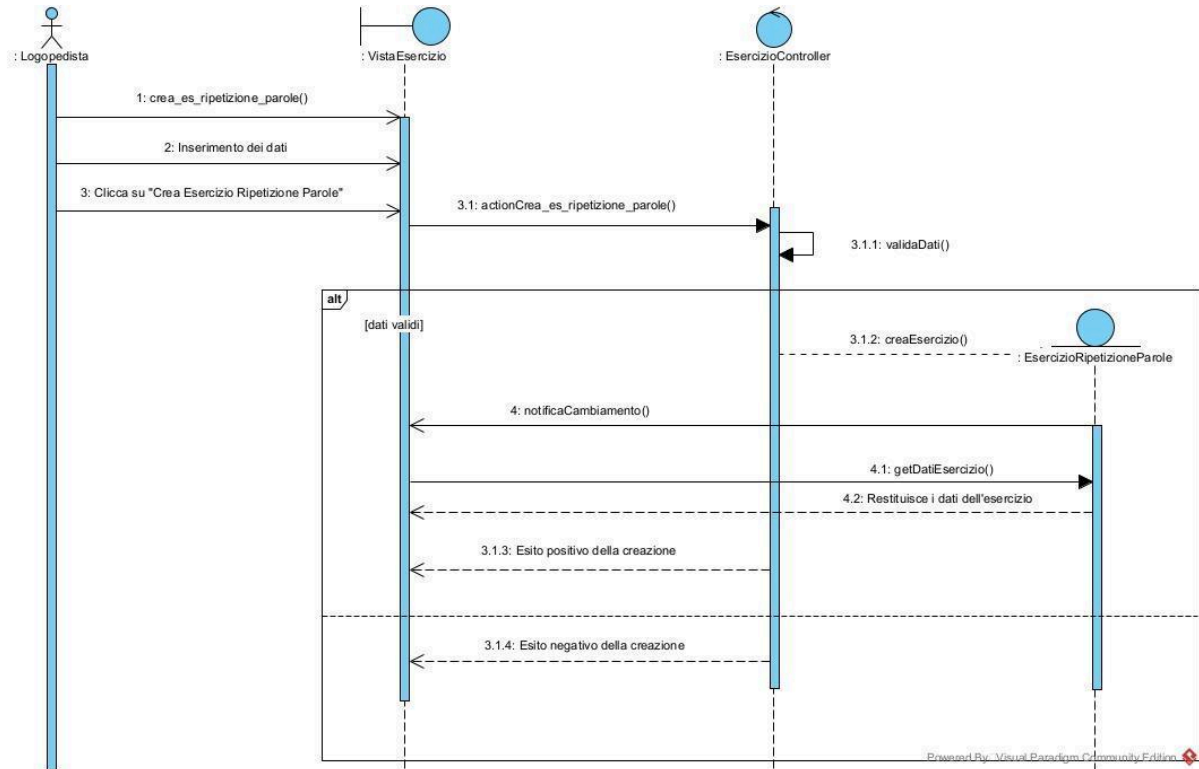 : Logopedista
: VistaEsercizio
: EsercizioController
1: crea_es_ripetizione_parole()
2: Inserimento dei dati
3: Clicca su "Crea Esercizio Ripetizione Parole"
3.1: actionCrea_es_ripetizione_parole()
3.1.1: validaDati()
alt
[dati validi]
3.1.2: creaEsercizio()
: EsercizioRipetizioneParole
4: notificaCambiamento()
4.1: getDatiEsercizio()
4.2: Restituisce i dati dell'esercizio
3.1.3: Esito positivo della creazione
3.1.4: Esito negativo della creazione
Powered By Visual Paradigm Community Edition